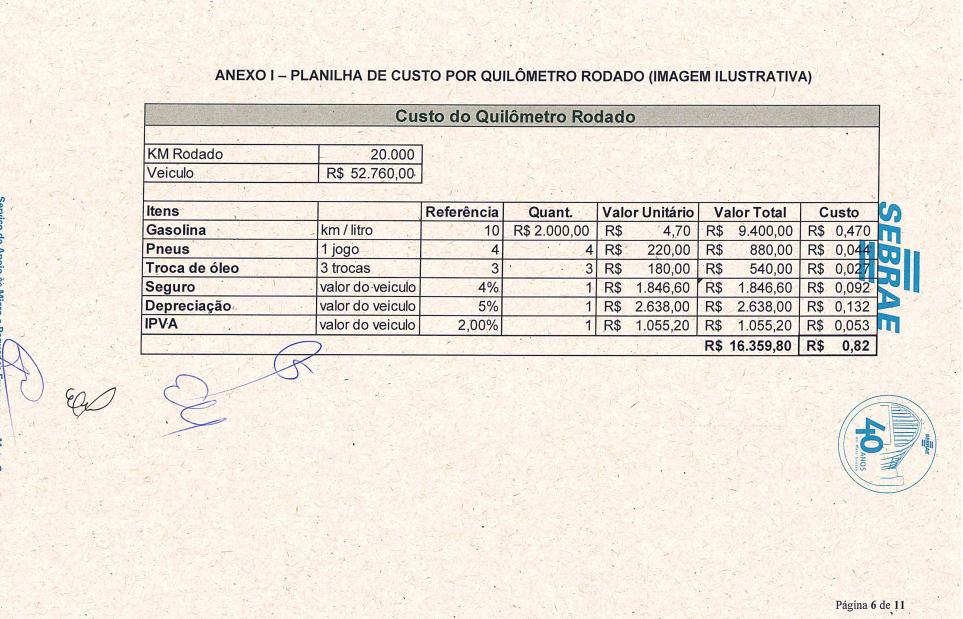 ANEXO I – PLANILHA DE CUSTO POR QUILÔMETRO RODADO (IMAGEM ILUSTRATIVA)
Custo do Quilômetro Rodado
KM Rodado 20.000
Veiculo R$ 52.760,00
Itens Referência Quant. Valor Unitário Valor Total Custo
Gasolina km / litro 10 R$ 2.000,00 R$ 4,70 R$ 9.400,00 R$ 0,470
Pneus 1 jogo 4 4 R$ 220,00 R$ 880,00 R$ 0,044
Troca de óleo 3 trocas 3 3 R$ 180,00 R$ 540,00 R$ 0,027
Seguro valor do veiculo 4% 1 R$ 1.846,60 R$ 1.846,60 R$ 0,092
Depreciação valor do veiculo 5% 1 R$ 2.638,00 R$ 2.638,00 R$ 0,132
IPVA valor do veiculo 2,00% 1 R$ 1.055,20 R$ 1.055,20 R$ 0,053
R$ 16.359,80 R$ 0,82
SEBRAE
40
ANOS
SEBRAE
Página 6 de 11